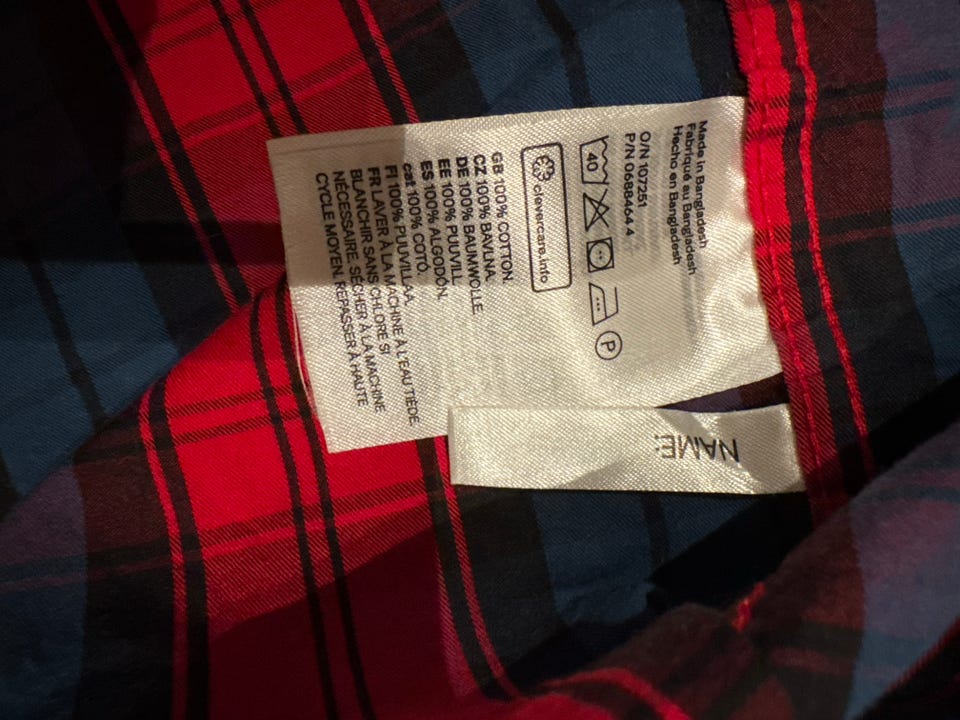 Made in Bangladesh
Fabriqué au Bangladesh
Hecho en Bangladesh
O/N 107251
P/N 0688464 4
40
P
clevercare.info
GB 100% COTTON.
CZ 100% BAVLNA.
DE 100% BAUMWOLLE.
EE 100% PUUVILL.
ES 100% ALGODÓN.
cat 100% COTÓ.
FI 100% PUUVILLAA.
FR LAVER À LA MACHINE À L'EAU TIÈDE.
BLANCHIR SANS CHLORE SI
NÉCESSAIRE, SÉCHER À LA MACHINE
CYCLE MOYEN, REPASSER À HAUTE
NAME: